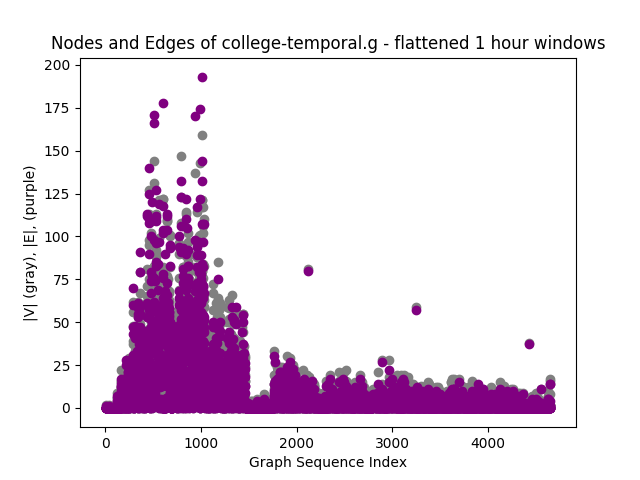 Nodes and Edges of college-temporal.g - flattened 1 hour windows
200
175
150
125
100
75
50
25
0
|V| (gray), |E|, (purple)
0 1000 2000 3000 4000
Graph Sequence Index